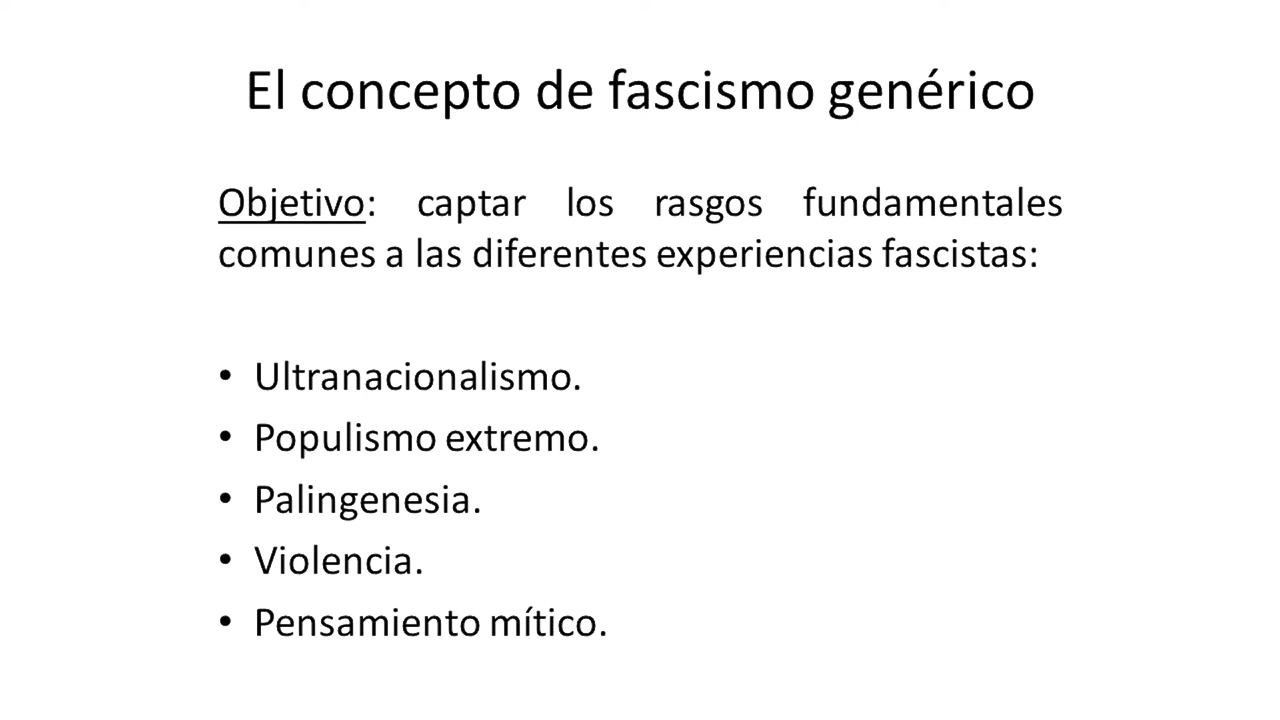 El concepto de fascismo genérico
Objetivo: captar los rasgos fundamentales
comunes a las diferentes experiencias fascistas:
• Ultranacionalismo.
• Populismo extremo.
• Palingenesia.
• Violencia.
• Pensamiento mítico.